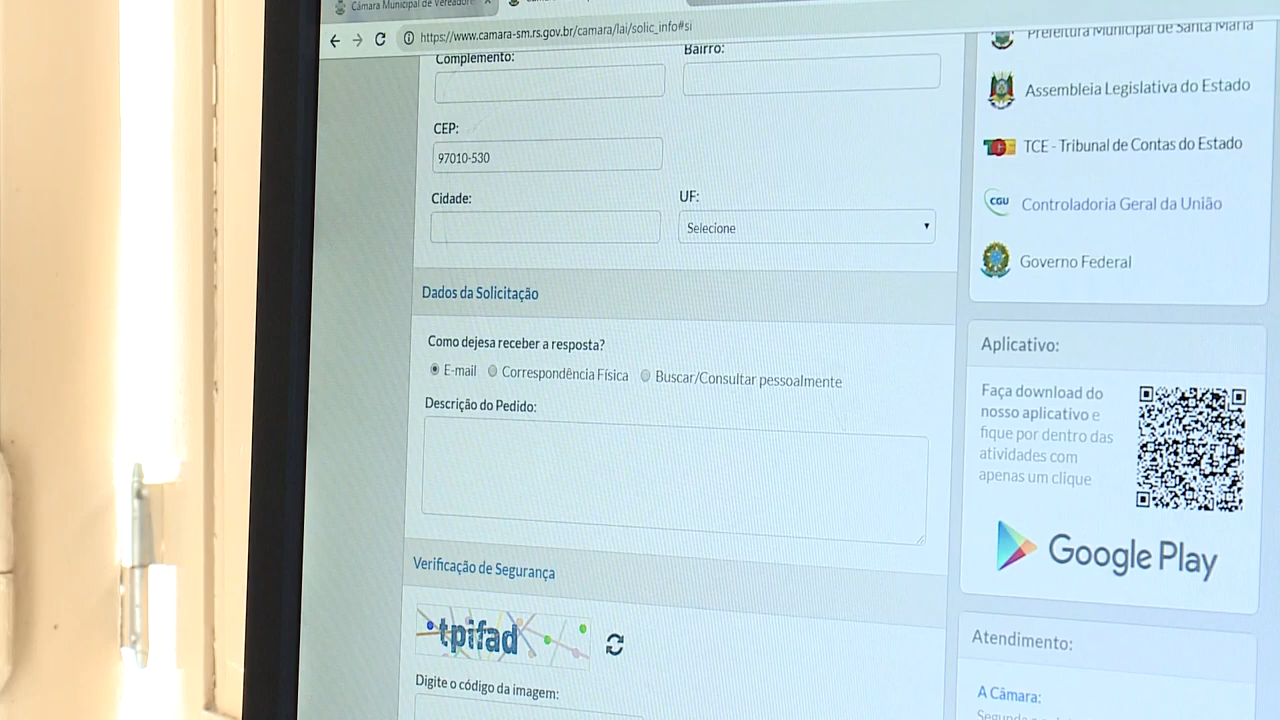 Câmara Municipal de Vereadore
https://www.camara-sm.rs.gov.br/camara/lai/solic_info#si
Complemento:
Bairro:
CEP:
97010-530
Cidade:
UF:
Selecione
Dados da Solicitação
Como dejesa receber a resposta?
E-mail
Correspondência Física
Buscar/Consultar pessoalmente
Descrição do Pedido:
Verificação de Segurança
tpifad
Digite o código da imagem:
Prefeitura Municipal de Santa Maria
Assembleia Legislativa do Estado
TCE - Tribunal de Contas do Estado
CGU
Controladoria Geral da União
Governo Federal
Aplicativo:
Faça download do
nosso aplicativo e
fique por dentro das
atividades com
apenas um clique
Google Play
Atendimento:
A Câmara: